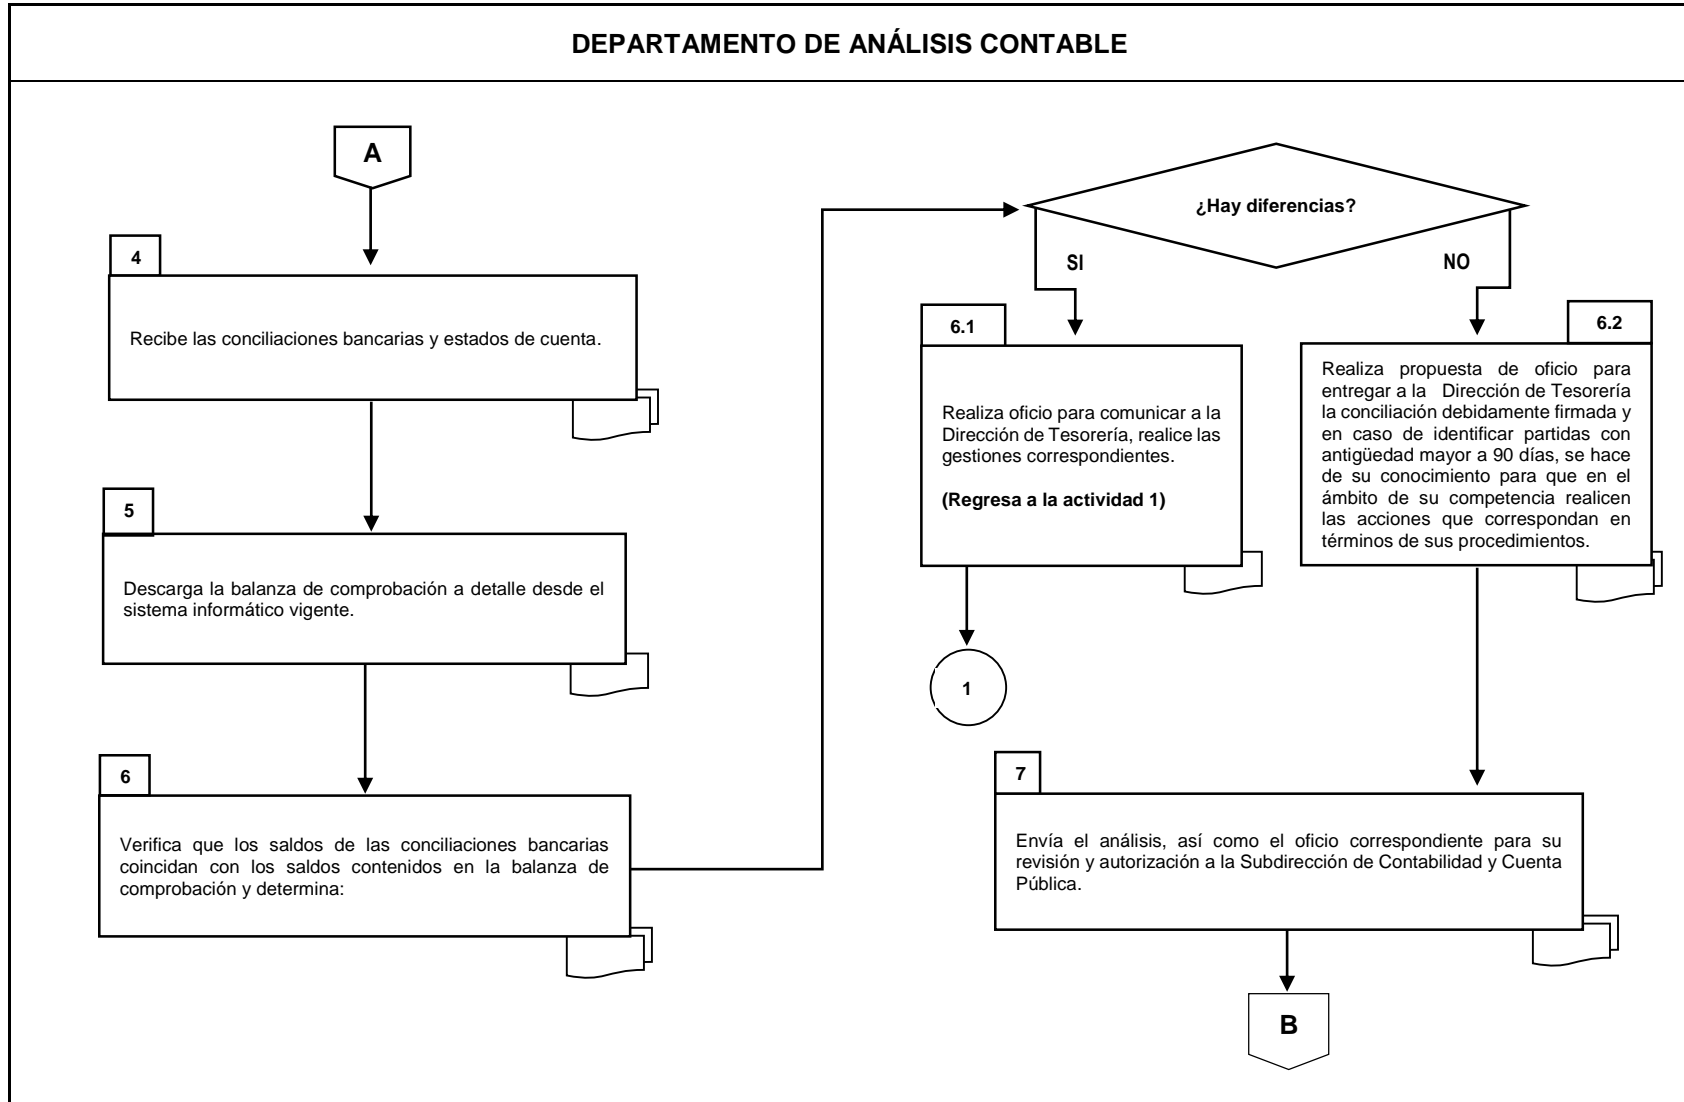 DEPARTAMENTO DE ANÁLISIS CONTABLE
A
4
Recibe las conciliaciones bancarias y estados de cuenta.
5
Descarga la balanza de comprobación a detalle desde el
sistema informático vigente.
6
Verifica que los saldos de las conciliaciones bancarias
coincidan con los saldos contenidos en la balanza de
comprobación y determina:
¿Hay diferencias?
SI
NO
6.1
Realiza oficio para comunicar a la
Dirección de Tesorería, realice las
gestiones correspondientes.
(Regresa a la actividad 1)
1
6.2
Realiza propuesta de oficio para
entregar a la Dirección de Tesorería
la conciliación debidamente firmada y
en caso de identificar partidas con
antigüedad mayor a 90 días, se hace
de su conocimiento para que en el
ámbito de su competencia realicen
las acciones que correspondan en
términos de sus procedimientos.
7
Envía el análisis, así como el oficio correspondiente para su
revisión y autorización a la Subdirección de Contabilidad y Cuenta
Pública.
B